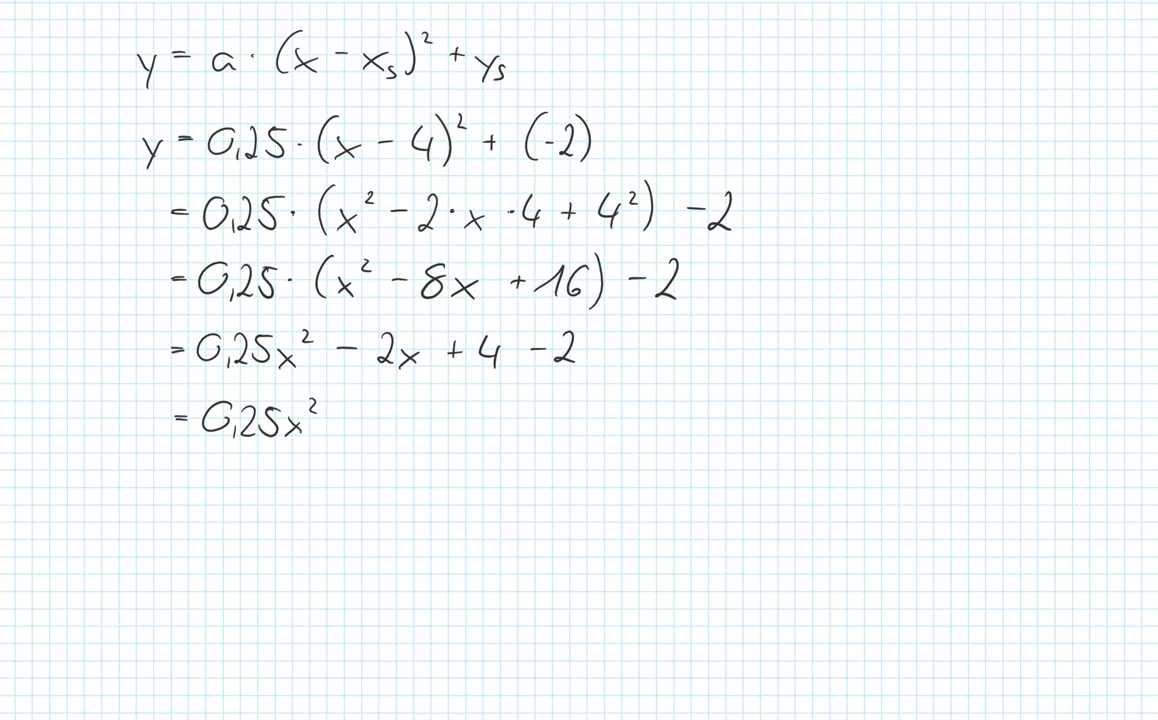 y = a · (x - xₛ)² + yₛ
y = 0,25 · (x - 4)² + (-2)
= 0,25 · (x² - 2 · x · 4 + 4²) - 2
= 0,25 · (x² - 8x + 16) - 2
= 0,25x² - 2x + 4 - 2
= 0,25x²